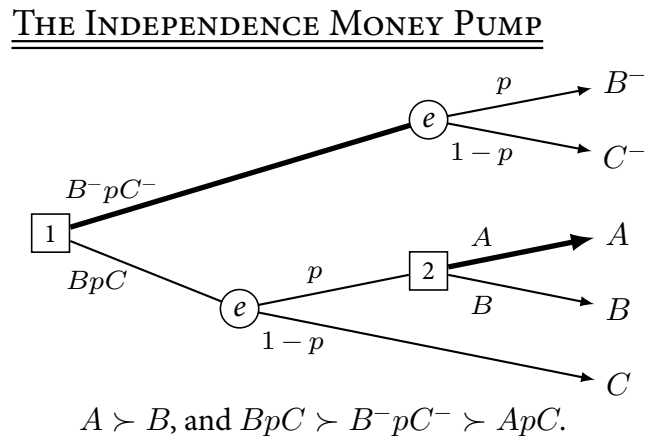 THE INDEPENDENCE MONEY PUMP
p
B⁻
e
1 − p
C⁻
B⁻pC⁻
1
A
A
p
2
BpC
B
B
e
1 − p
C
A ≻ B, and BpC ≻ B⁻pC⁻ ≻ ApC.